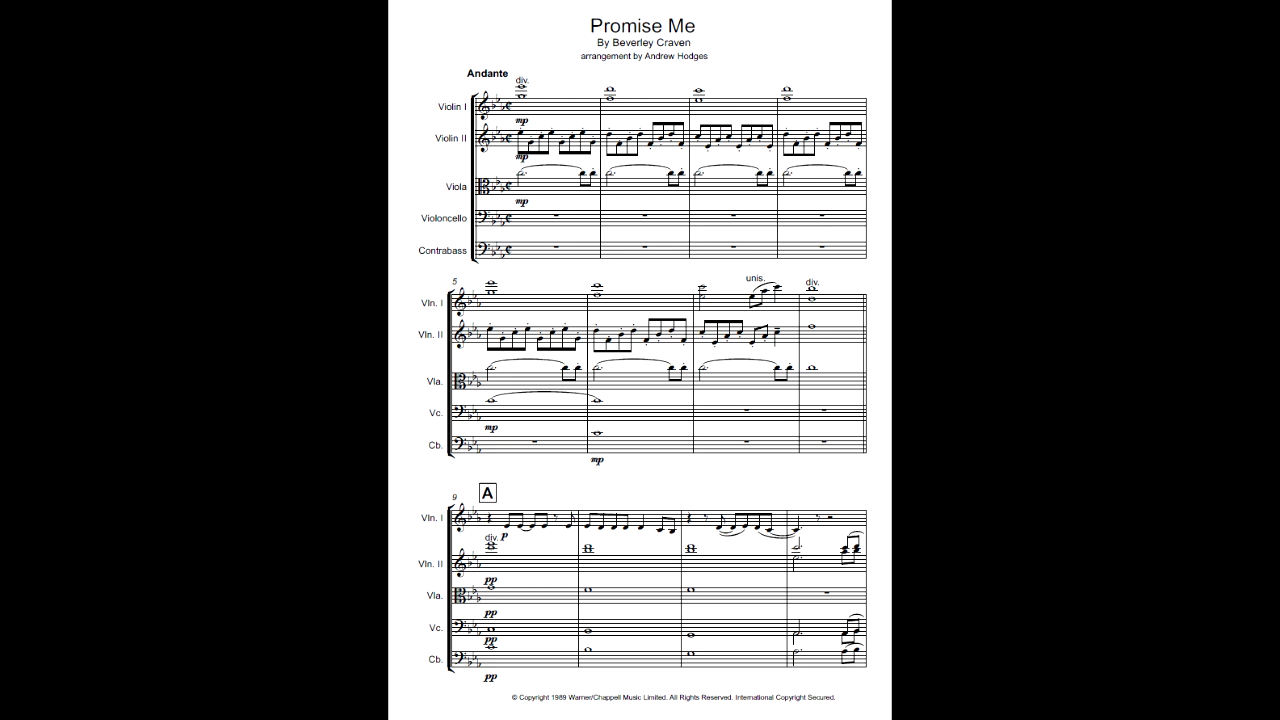 Promise Me
By Beverley Craven
arrangement by Andrew Hodges
Andante
div.
Violin I
mp
Violin II
mp
Viola
mp
Violoncello
Contrabass
5
unis.
div.
Vln. I
Vln. II
Vla.
Vc.
mp
Cb.
mp
9
A
Vln. I
p
div.
Vln. II
pp
Vla.
pp
Vc.
pp
Cb.
pp
© Copyright 1989 Warner/Chappell Music Limited. All Rights Reserved. International Copyright Secured.